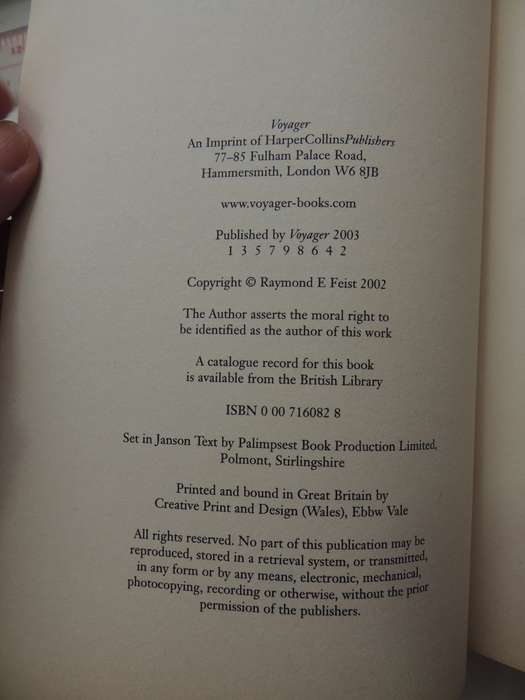 Voyager
An Imprint of HarperCollinsPublishers
77–85 Fulham Palace Road,
Hammersmith, London W6 8JB
www.voyager-books.com
Published by Voyager 2003
1 3 5 7 9 8 6 4 2
Copyright © Raymond E Feist 2002
The Author asserts the moral right to
be identified as the author of this work
A catalogue record for this book
is available from the British Library
ISBN 0 00 716082 8
Set in Janson Text by Palimpsest Book Production Limited,
Polmont, Stirlingshire
Printed and bound in Great Britain by
Creative Print and Design (Wales), Ebbw Vale
All rights reserved. No part of this publication may be
reproduced, stored in a retrieval system, or transmitted,
in any form or by any means, electronic, mechanical,
photocopying, recording or otherwise, without the prior
permission of the publishers.